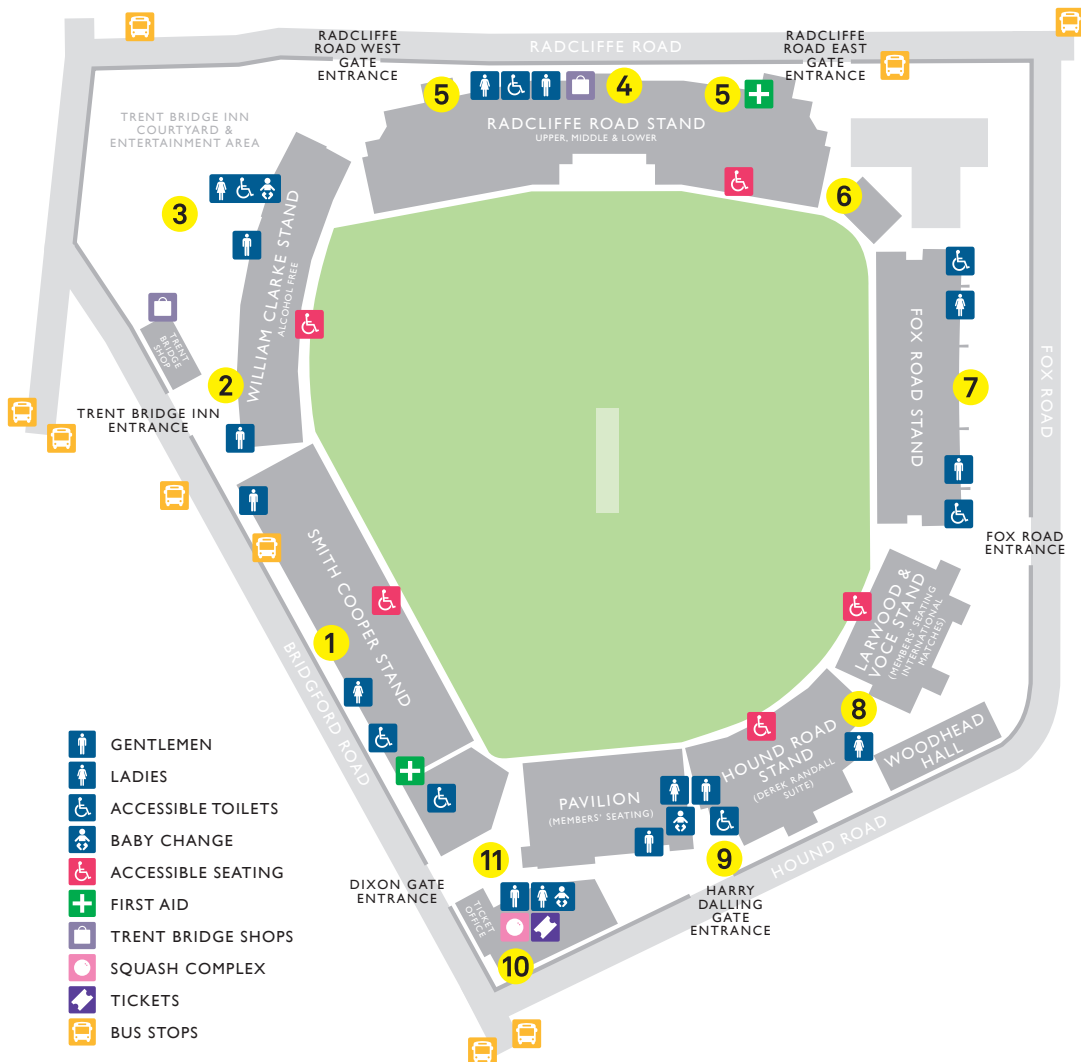 RADCLIFFE
ROAD WEST
GATE
ENTRANCE
RADCLIFFE ROAD
RADCLIFFE
ROAD EAST
GATE
ENTRANCE
5
4
5
TRENT BRIDGE INN
COURTYARD &
ENTERTAINMENT AREA
RADCLIFFE ROAD STAND
UPPER, MIDDLE & LOWER
3
6
WILLIAM CLARKE STAND
ALCOHOL FREE
TRENT
BRIDGE
SHOP
2
TRENT BRIDGE INN
ENTRANCE
FOX ROAD STAND
7
FOX ROAD
FOX ROAD
ENTRANCE
SMITH COOPER STAND
1
BRIDGFORD ROAD
LARWOOD &
VOCE STAND
(MEMBERS' SEATING
INTERNATIONAL
MATCHES)
8
HOUND ROAD
STAND
(DEREK RANDALL
SUITE)
WOODHEAD
HALL
PAVILION
(MEMBERS' SEATING)
HOUND ROAD
11
9
DIXON GATE
ENTRANCE
HARRY
DALLING
GATE
ENTRANCE
TICKET
OFFICE
10
GENTLEMEN
LADIES
ACCESSIBLE TOILETS
BABY CHANGE
ACCESSIBLE SEATING
FIRST AID
TRENT BRIDGE SHOPS
SQUASH COMPLEX
TICKETS
BUS STOPS